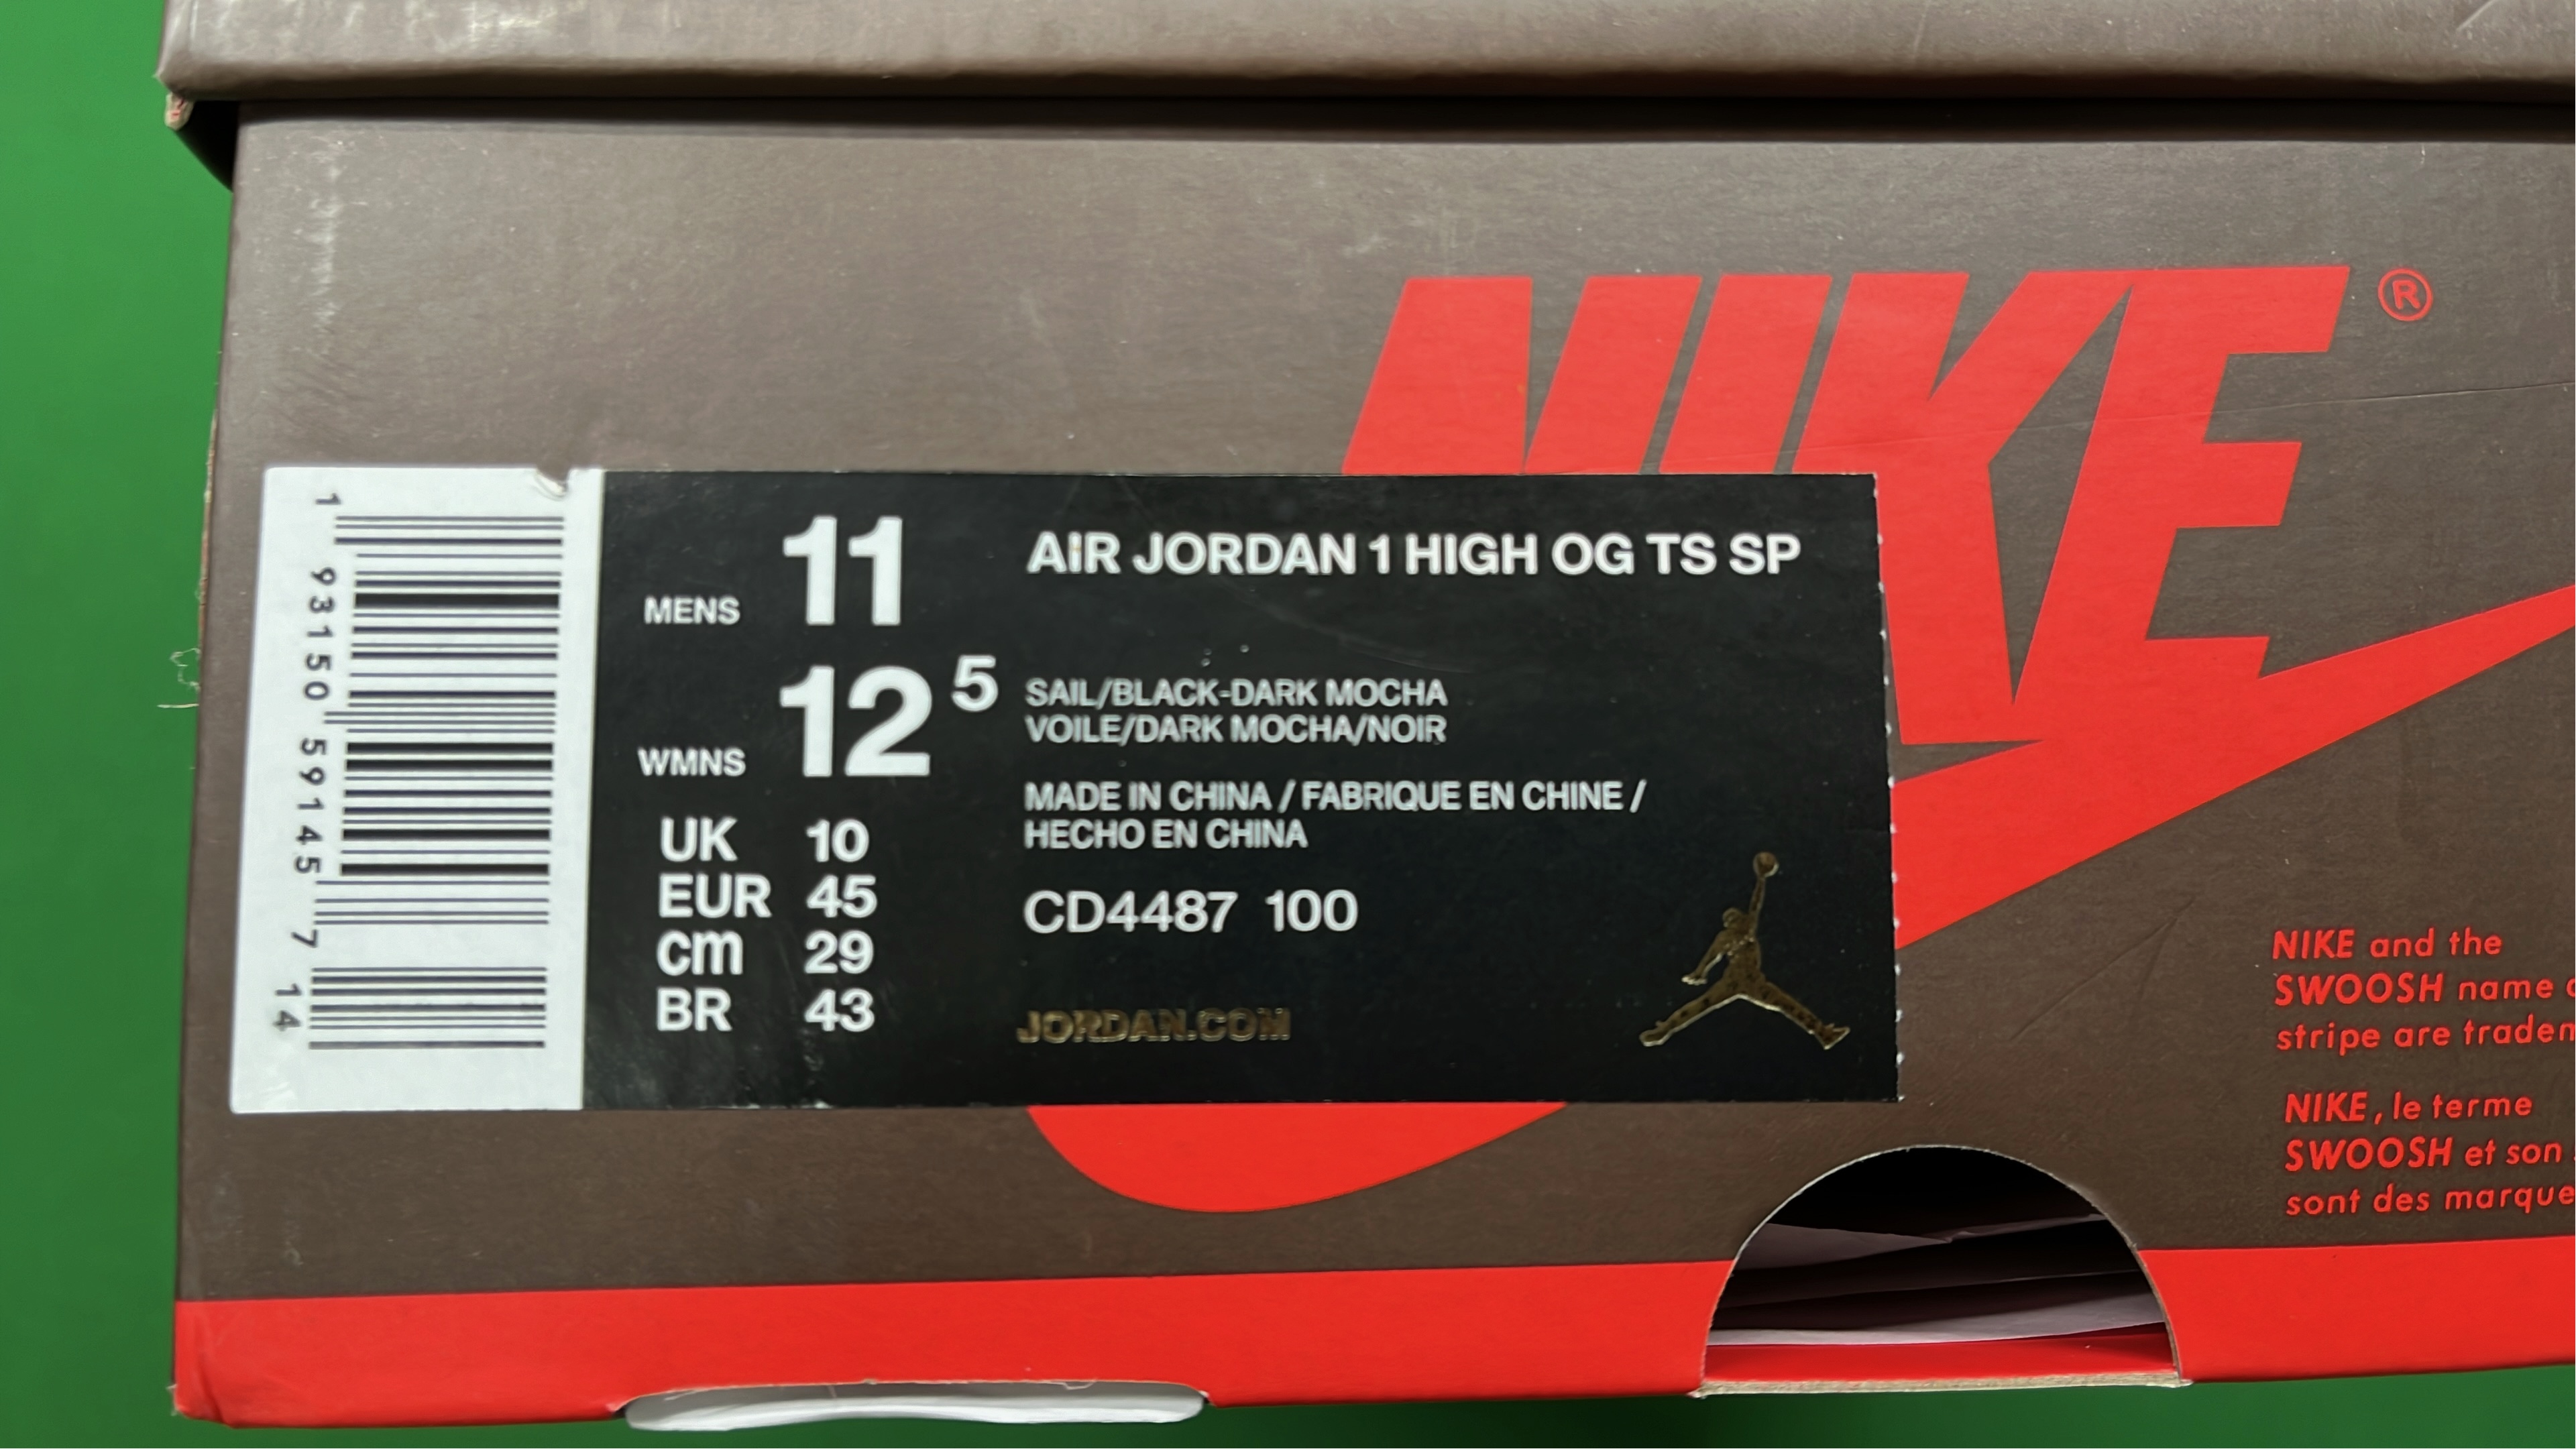 NIKE®
1 93150 59145 7 14
MENS 11
WMNS 12 5
UK 10
EUR 45
cm 29
BR 43
AIR JORDAN 1 HIGH OG TS SP
SAIL/BLACK-DARK MOCHA
VOILE/DARK MOCHA/NOIR
MADE IN CHINA / FABRIQUE EN CHINE /
HECHO EN CHINA
CD4487 100
JORDAN.COM
NIKE and the
SWOOSH name
stripe are
NIKE, le terme
SWOOSH et son
sont des